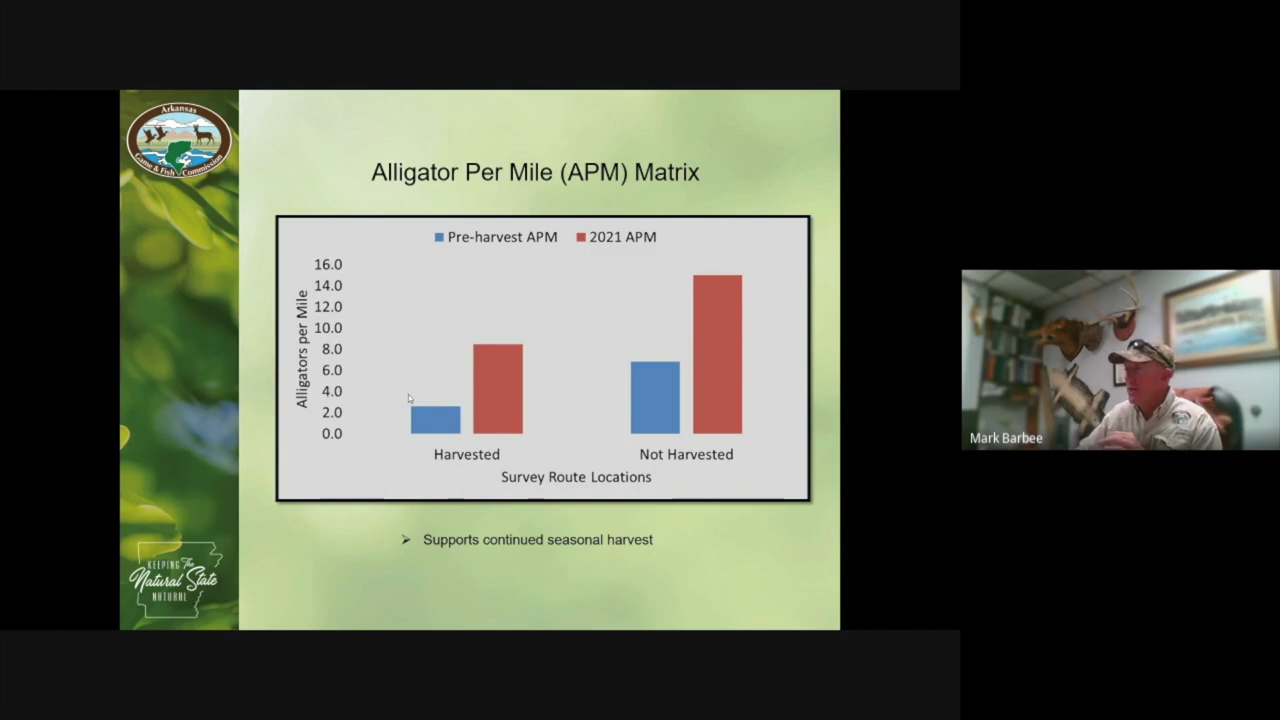 Arkansas
Game & Fish Commission
Alligator Per Mile (APM) Matrix
Pre-harvest APM 2021 APM
Alligators per Mile
16.0
14.0
12.0
10.0
8.0
6.0
4.0
2.0
0.0
Harvested Not Harvested
Survey Route Locations
Supports continued seasonal harvest
KEEPING The
Natural State
NATURAL
Mark Barbee